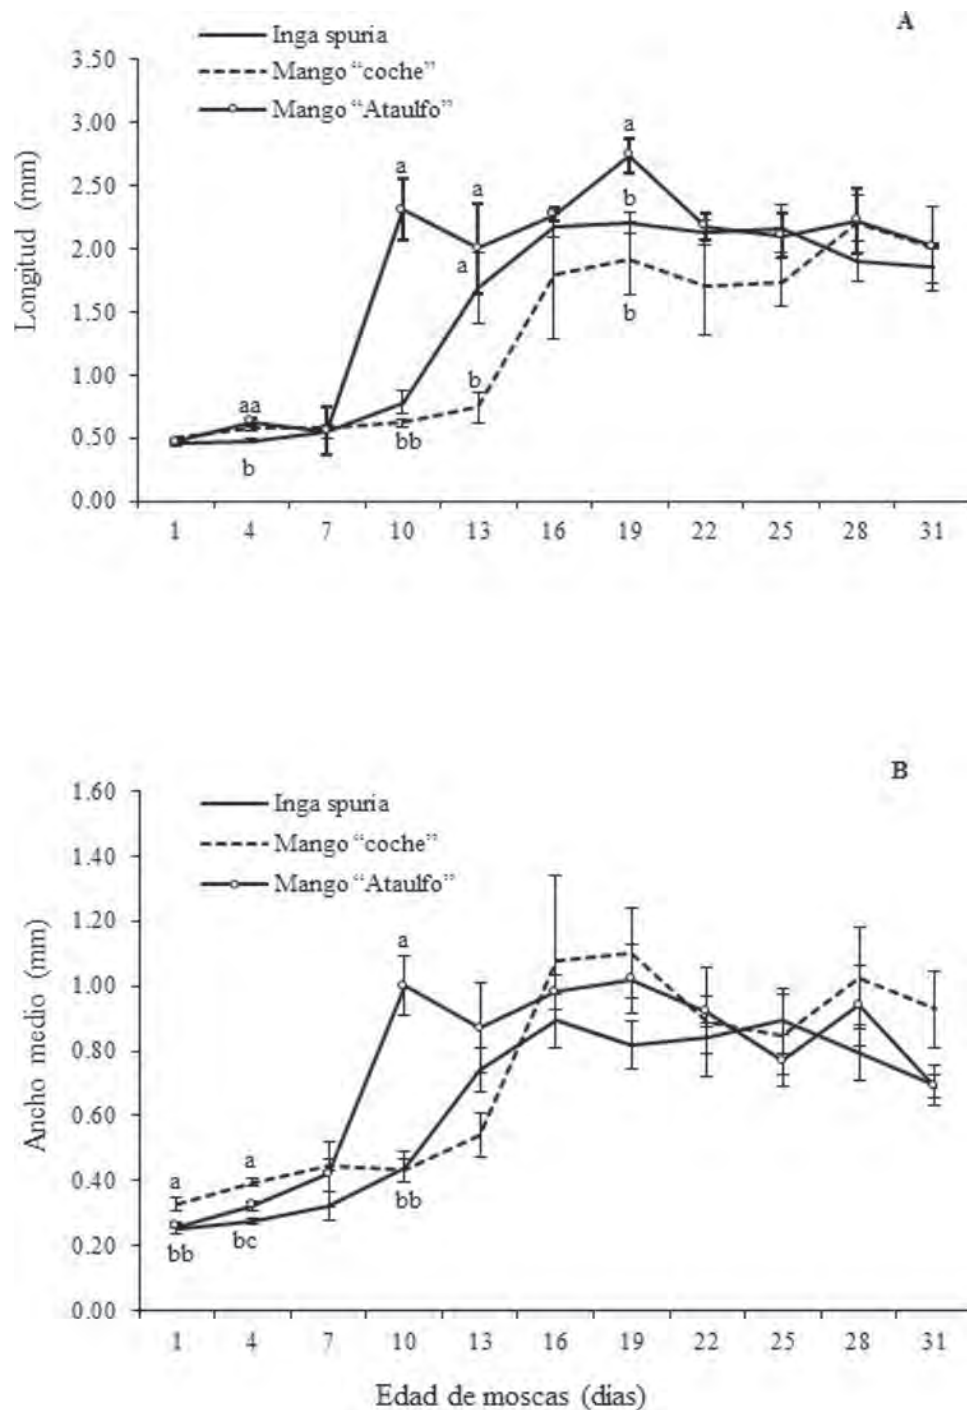 A
Inga spuria
Mango “coche”
Mango “Ataulfo”
3.50
3.00
2.50
2.00
1.50
1.00
0.50
0.00
Longitud (mm)
aa
b
a
bb
a
a
b
a
b
b
1 4 7 10 13 16 19 22 25 28 31
B
Inga spuria
Mango “coche”
Mango “Ataulfo”
1.60
1.40
1.20
1.00
0.80
0.60
0.40
0.20
0.00
Ancho medio (mm)
a
bb
a
bc
a
bb
1 4 7 10 13 16 19 22 25 28 31
Edad de moscas (días)